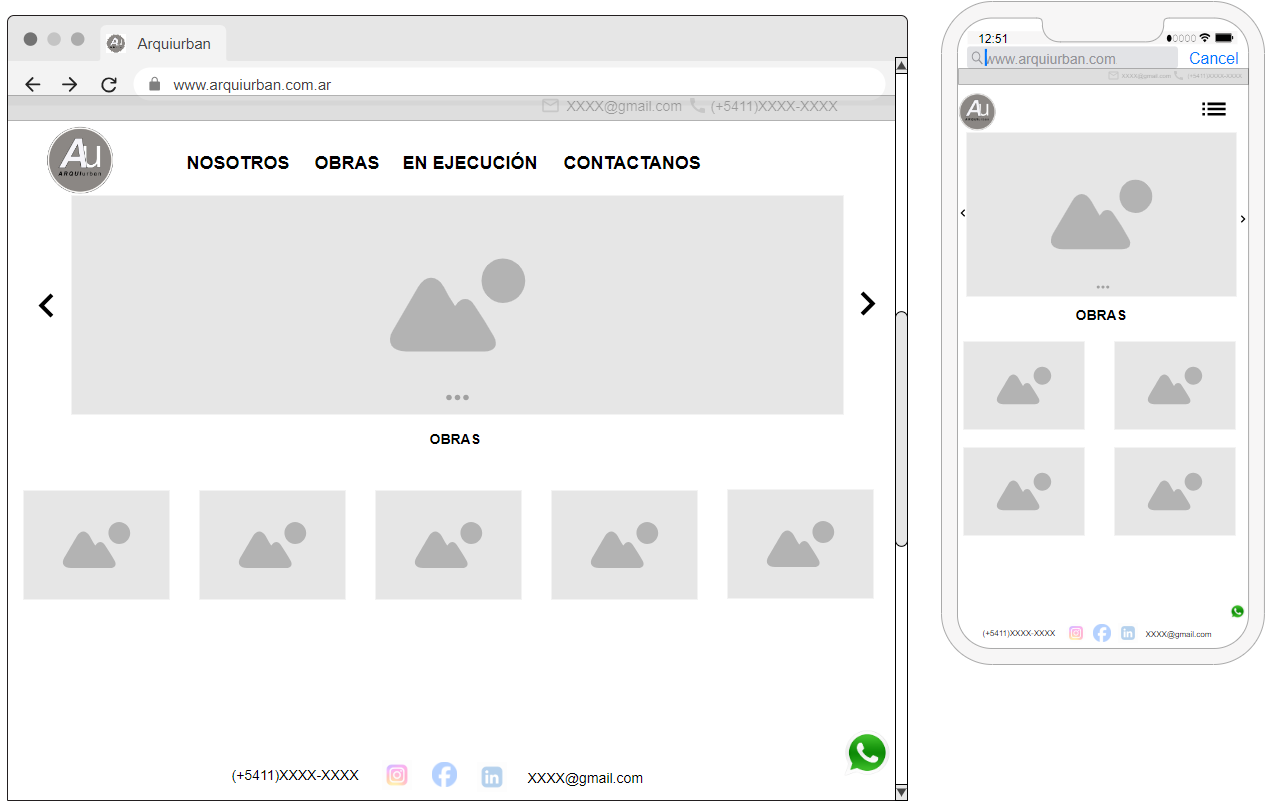 Arquiurban
www.arquiurban.com.ar
XXXX@gmail.com (+5411)XXXX-XXXX
Au
ARQUIurban
NOSOTROS OBRAS EN EJECUCIÓN CONTACTANOS
OBRAS
(+5411)XXXX-XXXX XXXX@gmail.com
12:51
www.arquiurban.com Cancel
XXXX@gmail.com (+5411)XXXX-XXXX
Au
ARQUIurban
OBRAS
(+5411)XXXX-XXXX XXXX@gmail.com